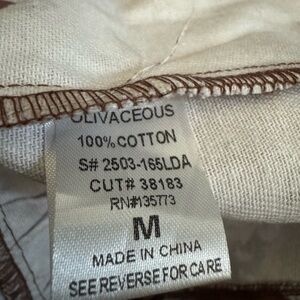 OLIVACEOUS
100% COTTON
S# 2503-165LDA
CUT# 38183
RN#135773
M
MADE IN CHINA
SEE REVERSE FOR CARE